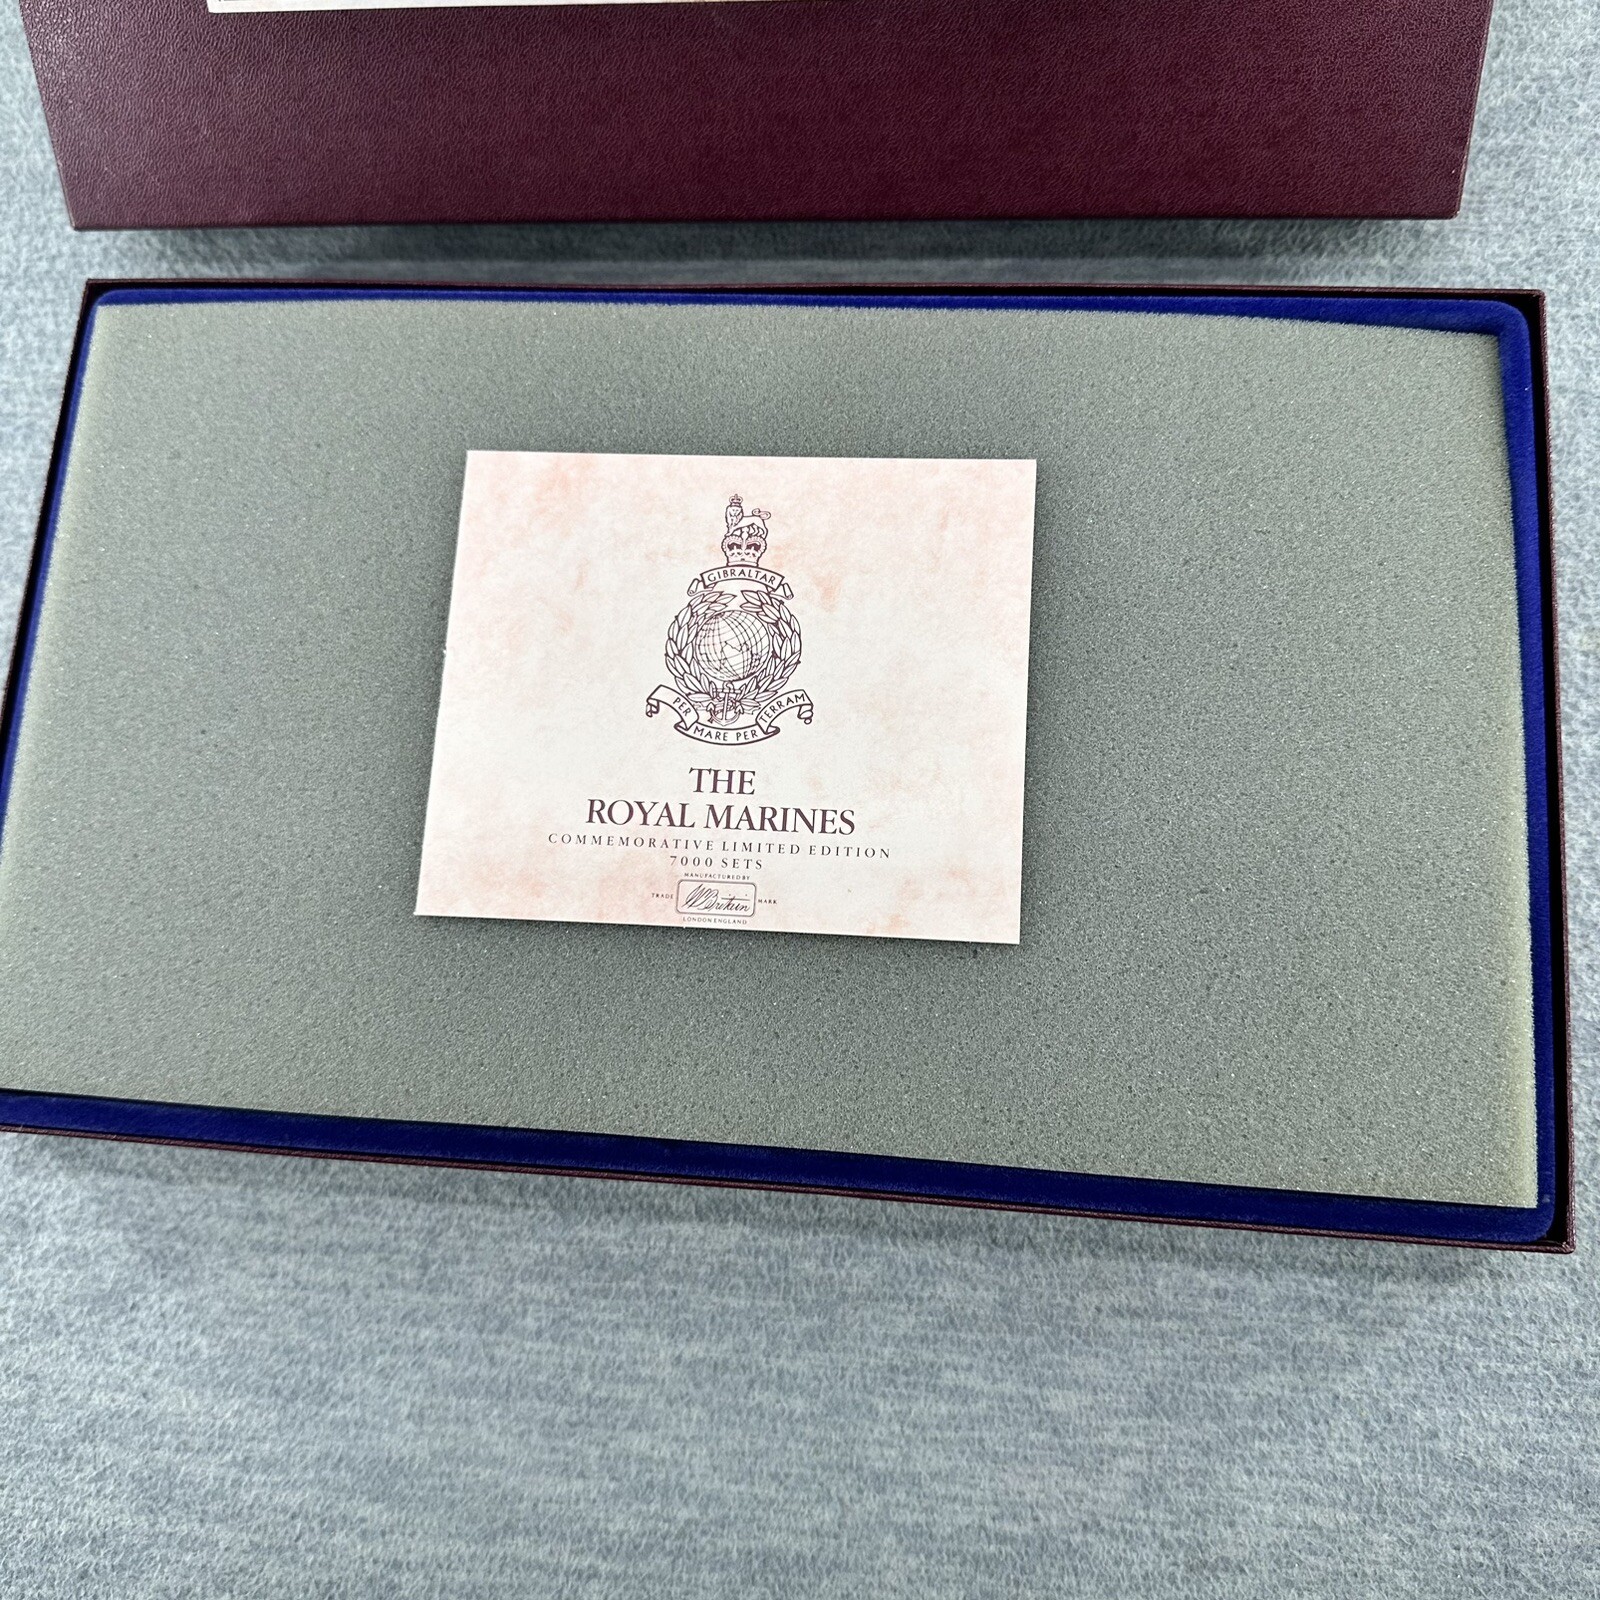 GIBRALTAR
PER MARE PER TERRAM
THE
ROYAL MARINES
COMMEMORATIVE LIMITED EDITION
7000 SETS
MANUFACTURED BY
TRADE WBritain MARK
LONDON ENGLAND